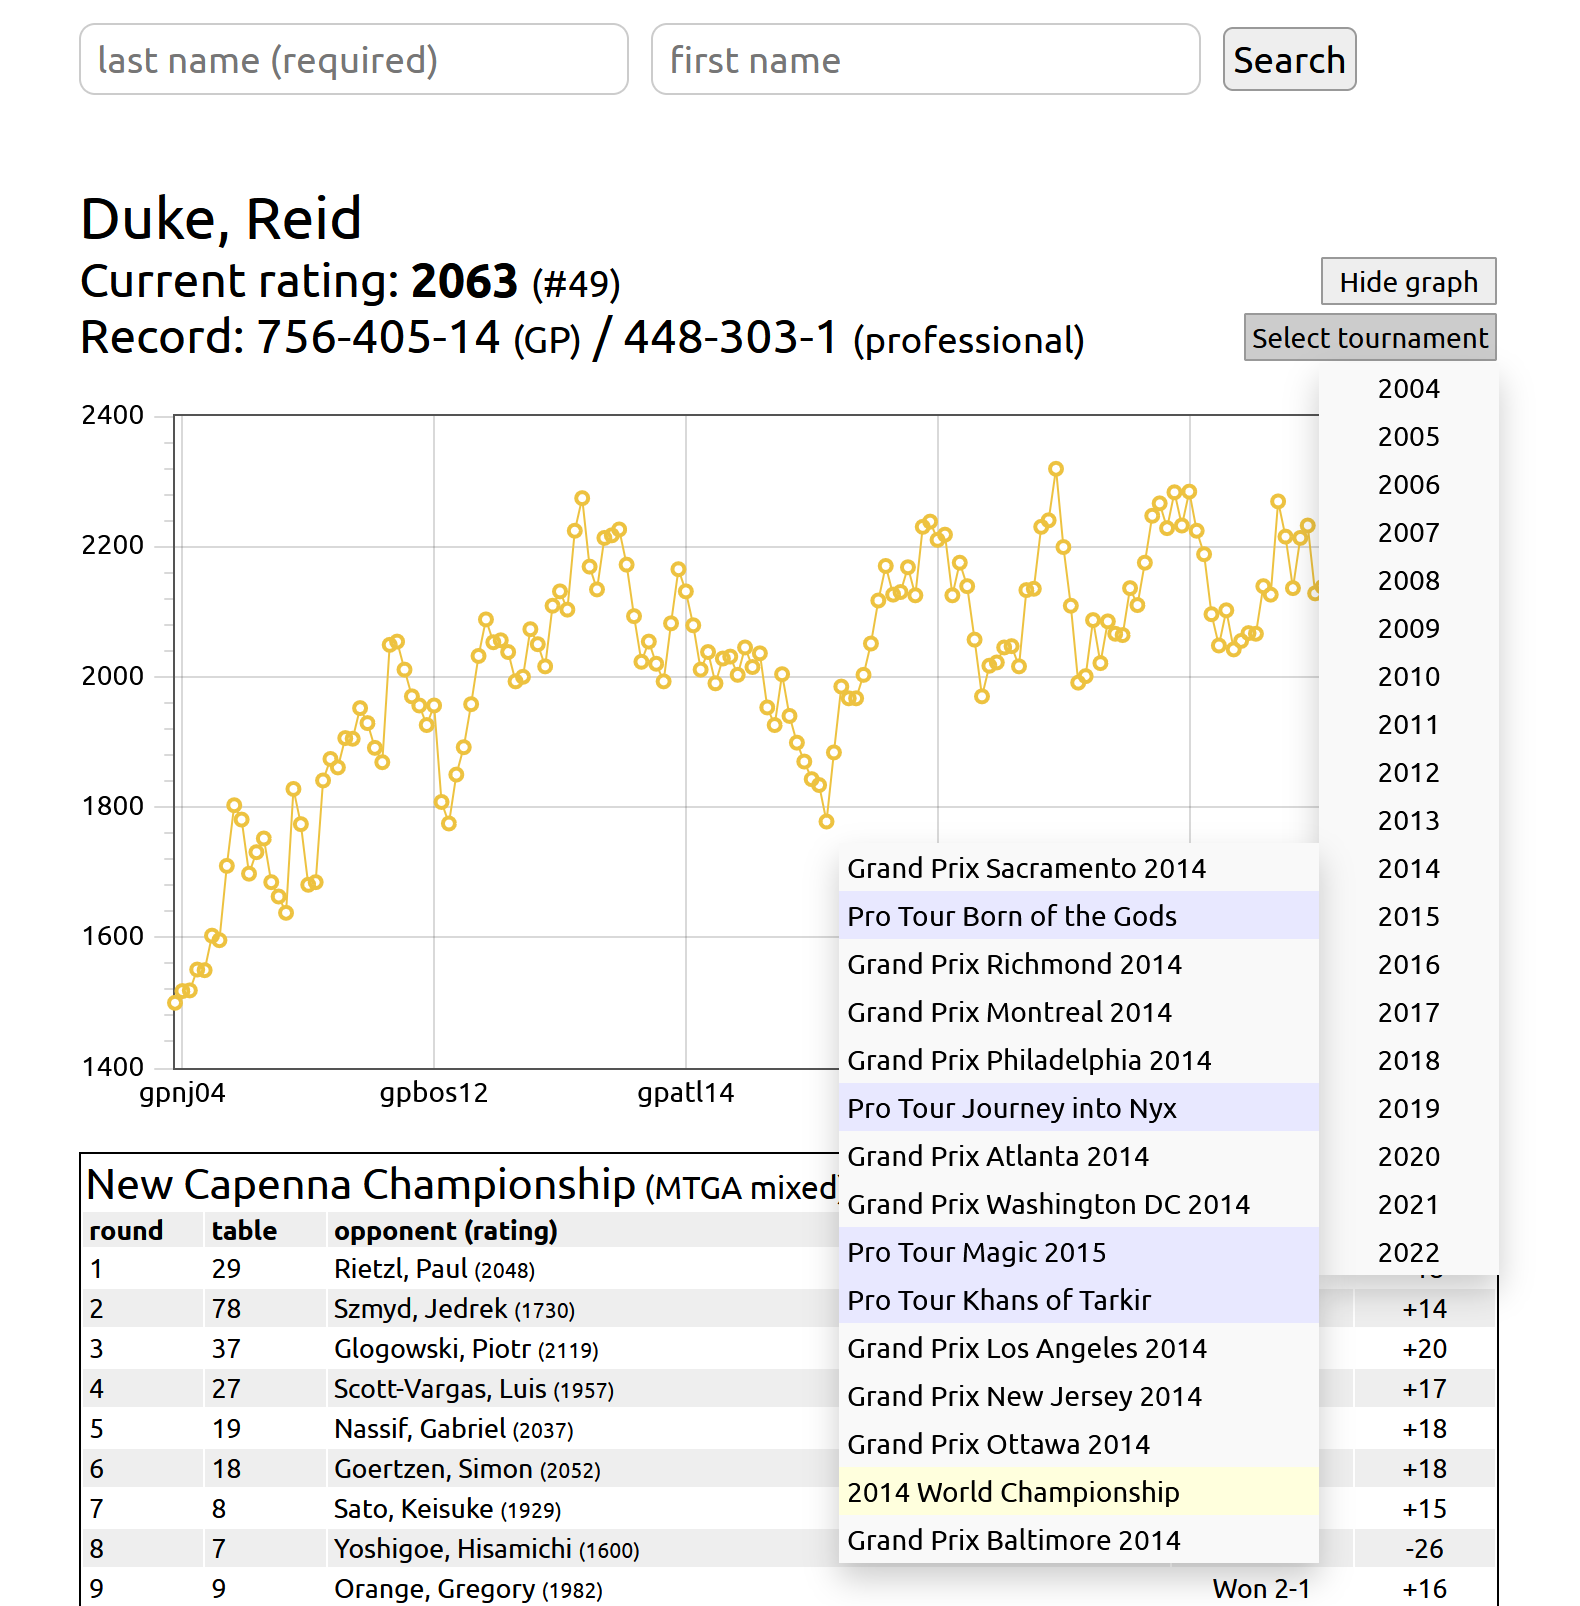 last name (required) first name Search
Duke, Reid
Current rating: 2063 (#49) Hide graph
Record: 756-405-14 (GP) / 448-303-1 (professional) Select tournament
2004
2005
2006
2007
2008
2009
2010
2011
2012
2013
2014
2015
2016
2017
2018
2019
2020
2021
2022
2400
2200
2000
1800
1600
1400
gpnj04 gpbos12 gpatl14
Grand Prix Sacramento 2014
Pro Tour Born of the Gods
Grand Prix Richmond 2014
Grand Prix Montreal 2014
Grand Prix Philadelphia 2014
Pro Tour Journey into Nyx
Grand Prix Atlanta 2014
Grand Prix Washington DC 2014
Pro Tour Magic 2015
Pro Tour Khans of Tarkir
Grand Prix Los Angeles 2014
Grand Prix New Jersey 2014
Grand Prix Ottawa 2014
2014 World Championship
Grand Prix Baltimore 2014
New Capenna Championship (MTGA mixed)
round table opponent (rating)
1 29 Rietzl, Paul (2048)
2 78 Szmyd, Jedrek (1730) +14
3 37 Glogowski, Piotr (2119) +20
4 27 Scott-Vargas, Luis (1957) +17
5 19 Nassif, Gabriel (2037) +18
6 18 Goertzen, Simon (2052) +18
7 8 Sato, Keisuke (1929) +15
8 7 Yoshigoe, Hisamichi (1600) -26
9 9 Orange, Gregory (1982) Won 2-1 +16